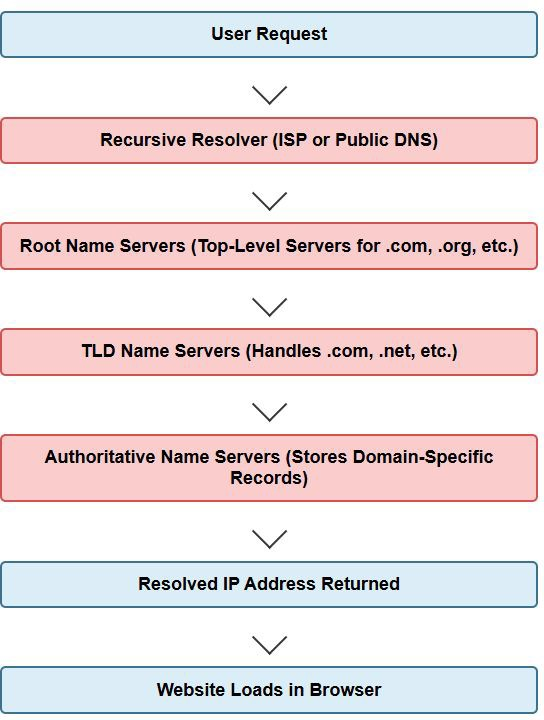 User Request
Recursive Resolver (ISP or Public DNS)
Root Name Servers (Top-Level Servers for .com, .org, etc.)
TLD Name Servers (Handles .com, .net, etc.)
Authoritative Name Servers (Stores Domain-Specific
Records)
Resolved IP Address Returned
Website Loads in Browser